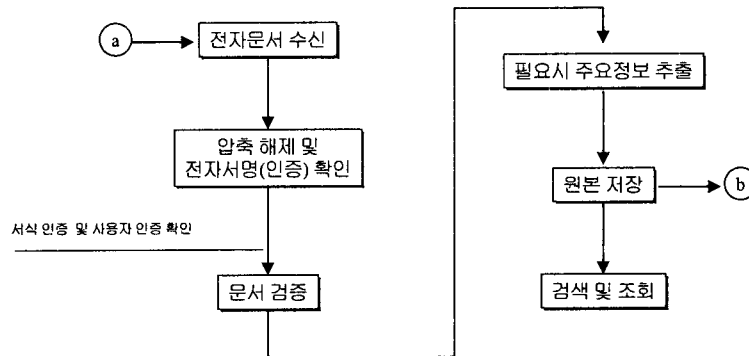 a
전자문서 수신
압축 해제 및
전자서명(인증) 확인
서식 인증 및 사용자 인증 확인
문서 검증
필요시 주요정보 추출
원본 저장
b
검색 및 조회